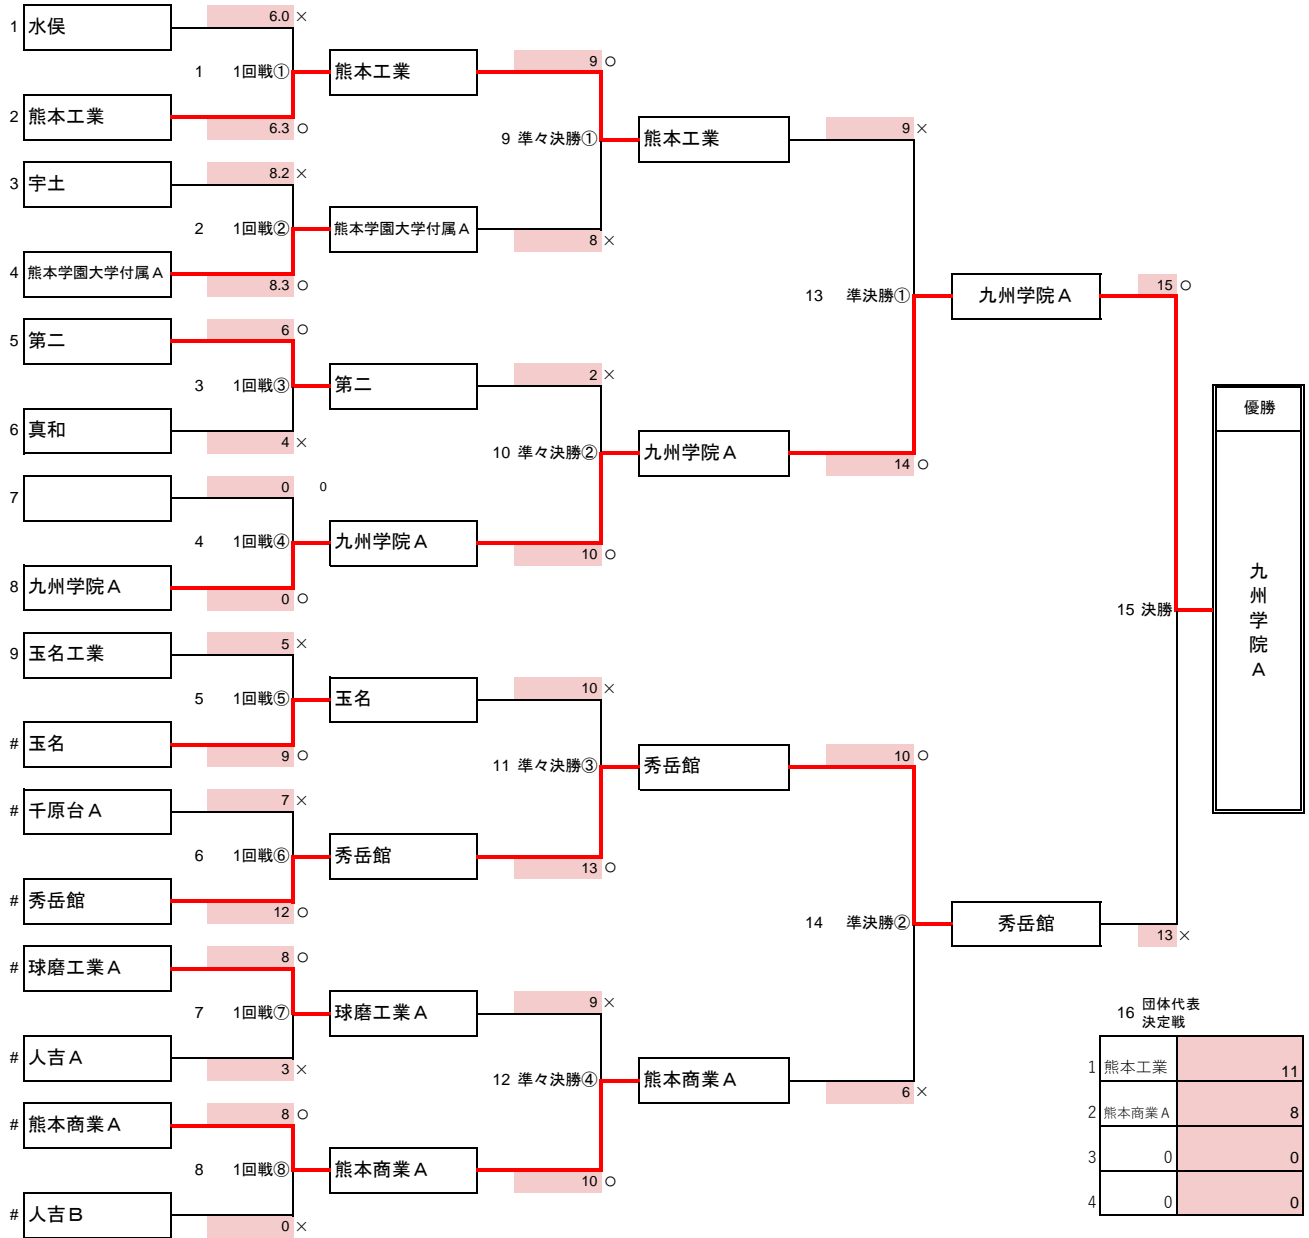 1 水俣 6.0 ×
1 1回戦① 熊本工業 9 ○
2 熊本工業 6.3 ○
9 準々決勝① 熊本工業 9 ×
3 宇土 8.2 ×
2 1回戦② 熊本学園大学付属A 8 ×
4 熊本学園大学付属A 8.3 ○
13 準決勝① 九州学院A 15 ○
5 第二 6 ○
3 1回戦③ 第二 2 ×
6 真和 4 ×
10 準々決勝② 九州学院A 14 ○
7 0 0
4 1回戦④ 九州学院A 10 ○
8 九州学院A 0 ○
15 決勝
優勝
九州学院A
9 玉名工業 5 ×
5 1回戦⑤ 玉名 10 ×
# 玉名 9 ○
11 準々決勝③ 秀岳館 10 ○
# 千原台A 7 ×
6 1回戦⑥ 秀岳館 13 ○
# 秀岳館 12 ○
14 準決勝② 秀岳館 13 ×
# 球磨工業A 8 ○
7 1回戦⑦ 球磨工業A 9 ×
# 人吉A 3 ×
12 準々決勝④ 熊本商業A 6 ×
# 熊本商業A 8 ○
8 1回戦⑧ 熊本商業A 10 ○
# 人吉B 0 ×
16 団体代表
決定戦
1 熊本工業 11
2 熊本商業A 8
3 0 0
4 0 0